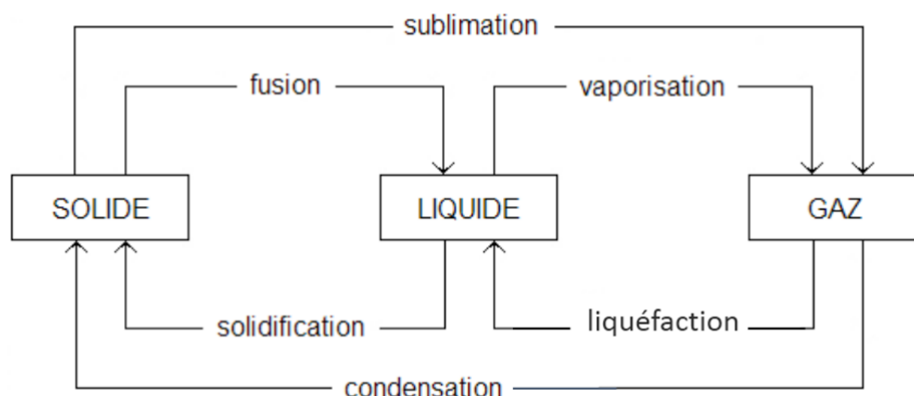 sublimation
fusion
vaporisation
SOLIDE
LIQUIDE
GAZ
solidification
liquéfaction
condensation